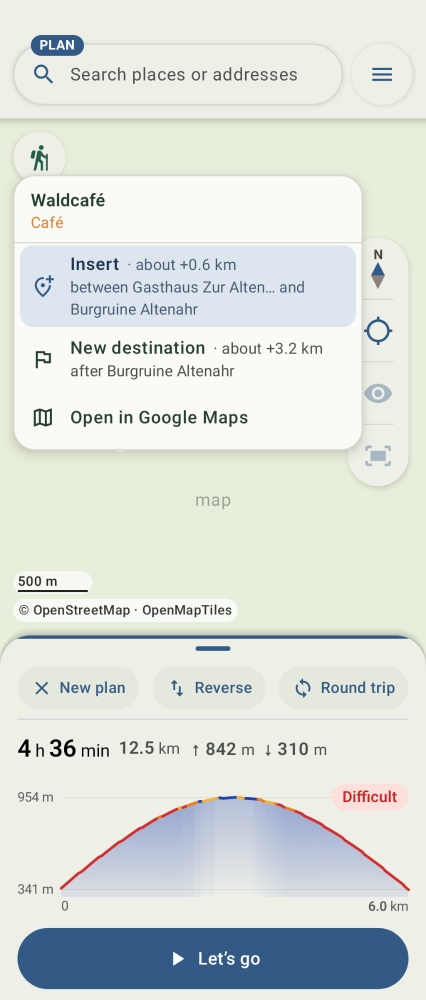 PLAN
Search places or addresses
Waldcafé
Café
Insert · about +0.6 km
between Gasthaus Zur Alten… and
Burgruine Altenahr
New destination · about +3.2 km
after Burgruine Altenahr
Open in Google Maps
N
map
500 m
© OpenStreetMap · OpenMapTiles
New plan
Reverse
Round trip
4 h 36 min 12.5 km ↑ 842 m ↓ 310 m
954 m
Difficult
341 m
0
6.0 km
Let's go